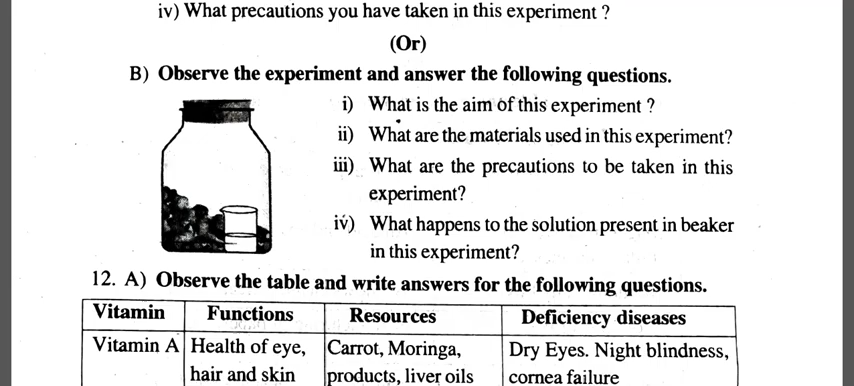 iv) What precautions you have taken in this experiment ?
(Or)
B) Observe the experiment and answer the following questions.
i) What is the aim of this experiment ?
ii) What are the materials used in this experiment?
iii) What are the precautions to be taken in this
experiment?
iv) What happens to the solution present in beaker
in this experiment?
12. A) Observe the table and write answers for the following questions.
Vitamin Functions Resources Deficiency diseases
Vitamin A Health of eye, Carrot, Moringa, Dry Eyes. Night blindness,
hair and skin products, liver oils cornea failure